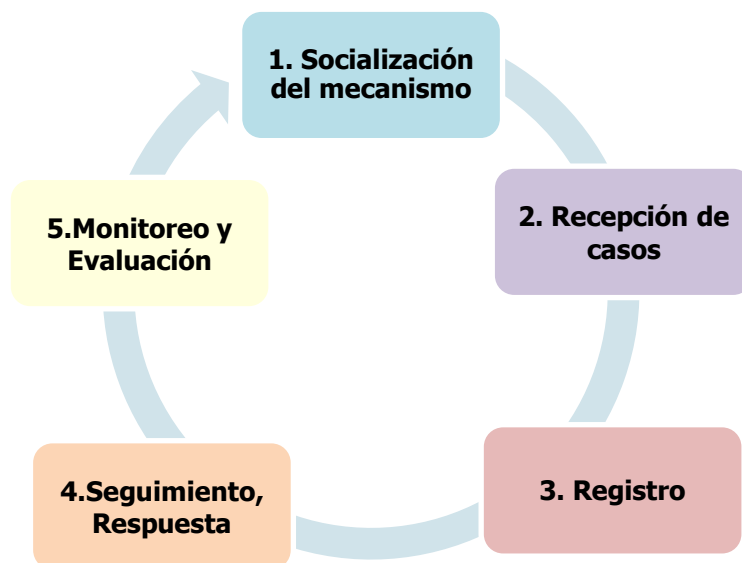 1. Socialización
del mecanismo
2. Recepción de
casos
3. Registro
4.Seguimiento,
Respuesta
5.Monitoreo y
Evaluación